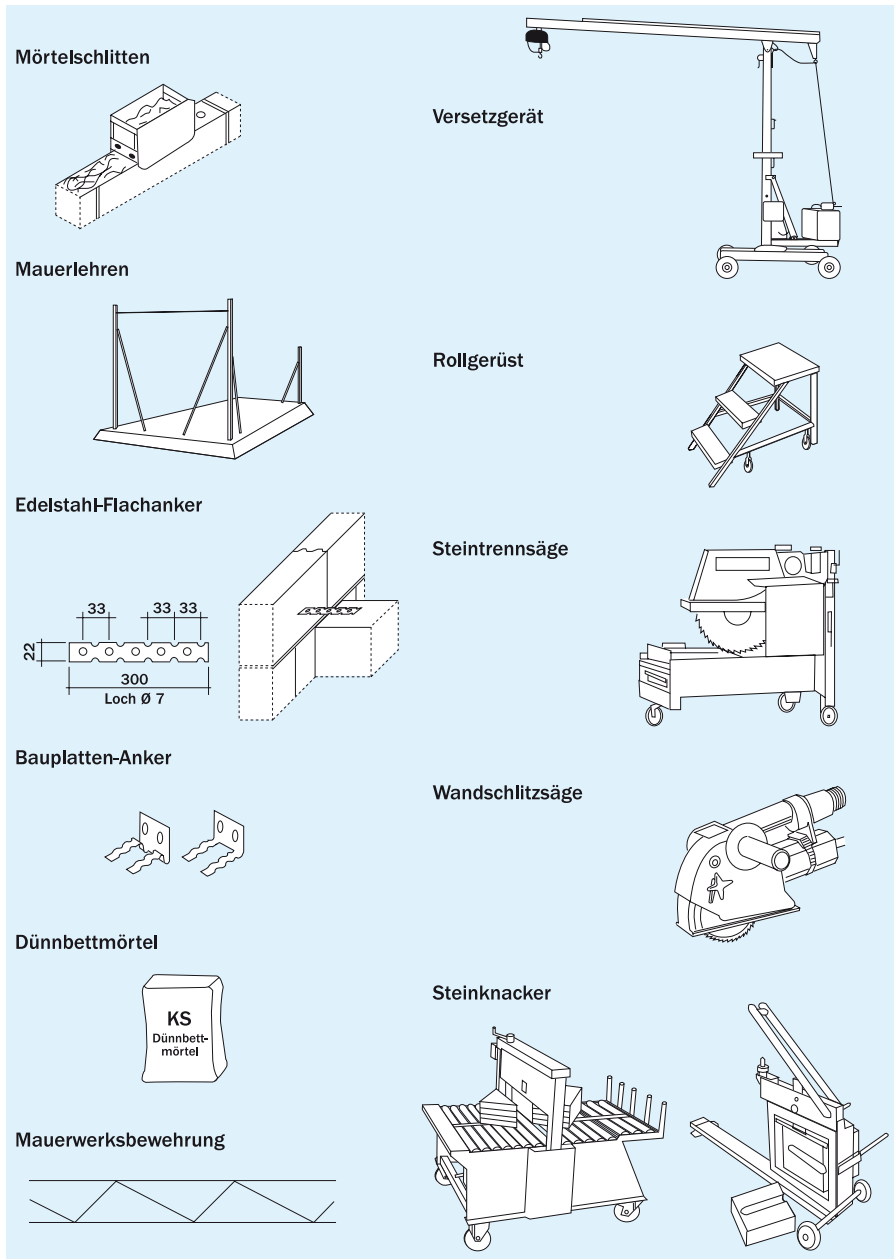 Mörtelschlitten
Mauerlehren
Edelstahl-Flachanker
33
33
33
22
300
Loch Ø 7
Bauplatten-Anker
Dünnbettmörtel
KS
Dünnbett-
mörtel
Mauerwerksbewehrung
Versetzgerät
Rollgerüst
Steintrennsäge
Wandschlitzsäge
Steinknacker